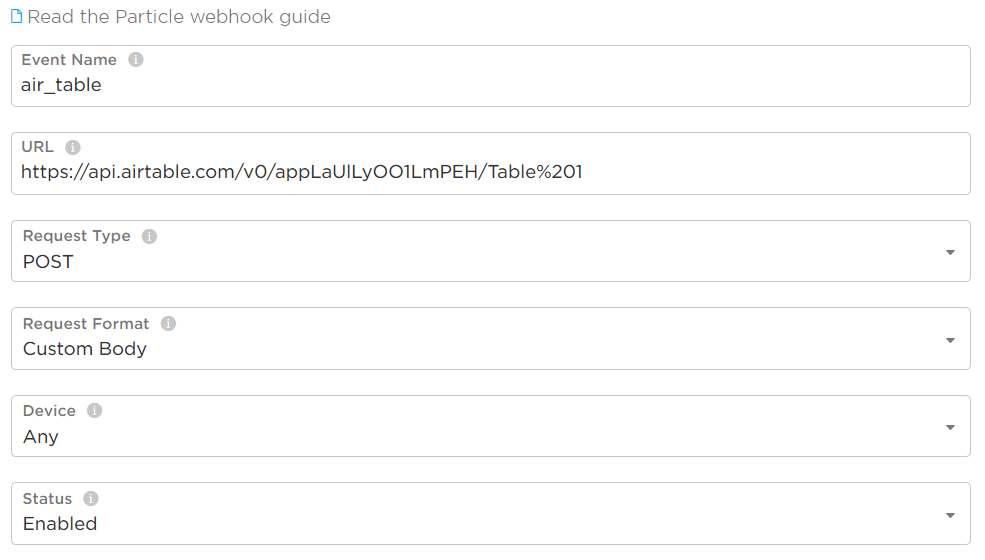 Read the Particle webhook guide
Event Name
air_table
URL
https://api.airtable.com/v0/appLaUlLyOO1LmPEH/Table%201
Request Type
POST
Request Format
Custom Body
Device
Any
Status
Enabled